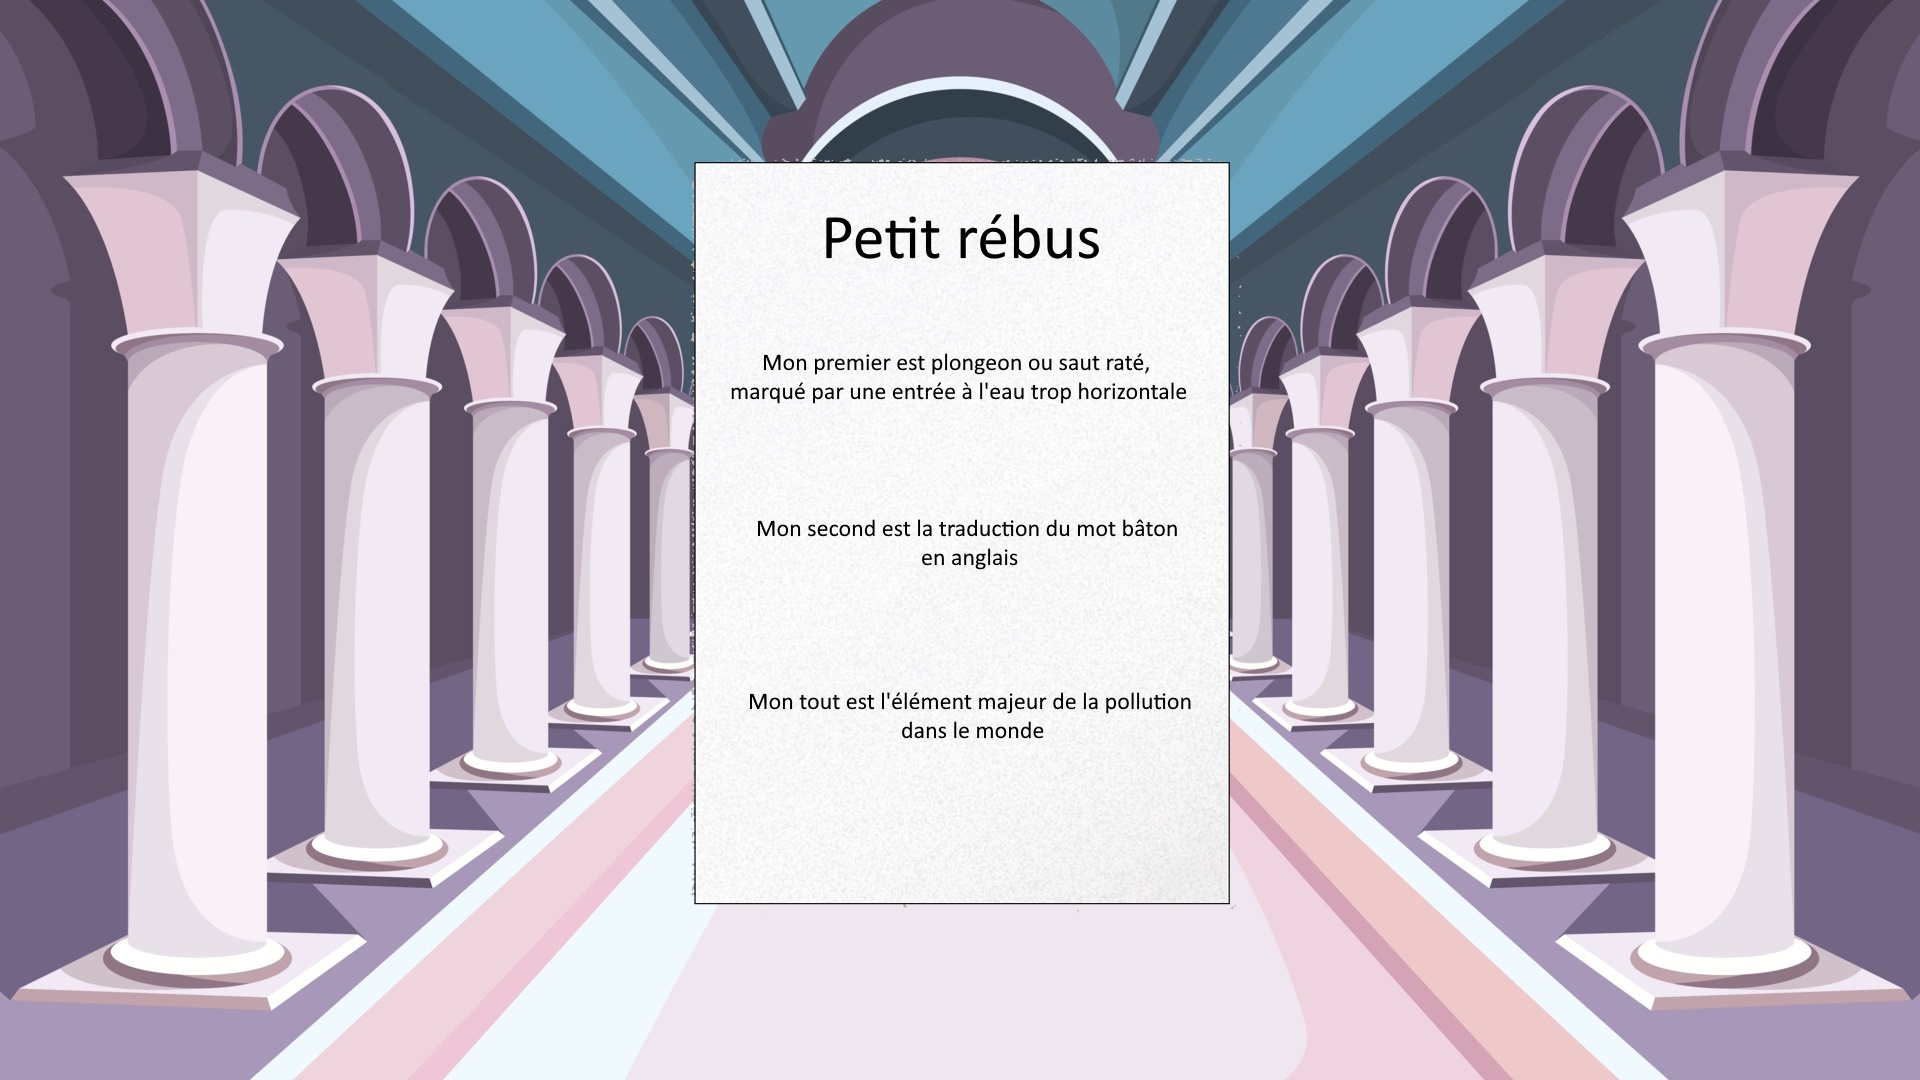 Petit rébus
Mon premier est plongeon ou saut raté,
marqué par une entrée à l'eau trop horizontale
Mon second est la traduction du mot bâton
en anglais
Mon tout est l'élément majeur de la pollution
dans le monde